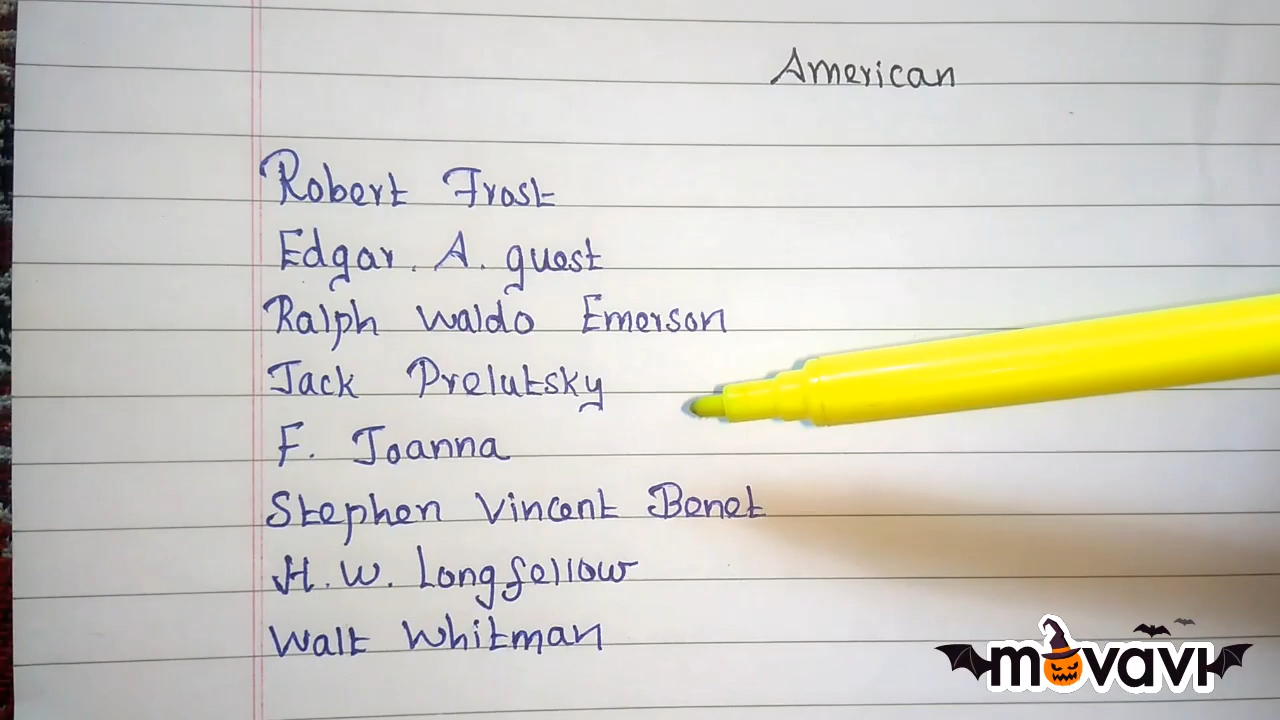 American
Robert Frost
Edgar. A. guest
Ralph Waldo Emerson
Jack Prelutsky
F. Joanna
Stephen Vincent Benet
H. W. Longfellow
Walt Whitman
movavi